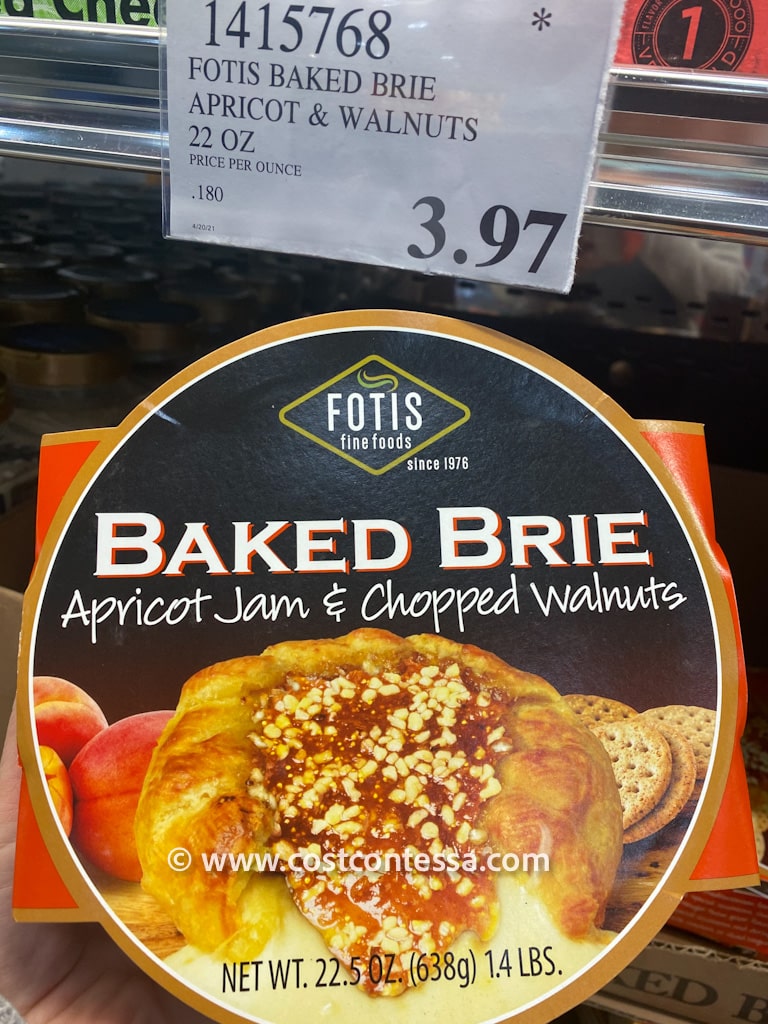 1415768 *
FOTIS BAKED BRIE
APRICOT & WALNUTS
22 OZ
PRICE PER OUNCE
.180
3.97
4/20/21
1
FOTIS
fine foods
since 1976
BAKED BRIE
Apricot Jam & Chopped Walnuts
© www.costcontessa.com
NET WT. 22.5 OZ. (638g) 1.4 LBS.